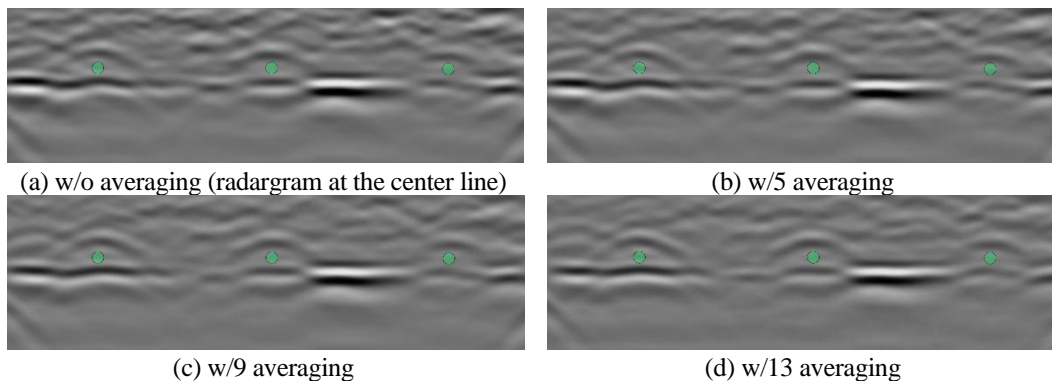 (a) w/o averaging (radargram at the center line)
(b) w/5 averaging
(c) w/9 averaging
(d) w/13 averaging